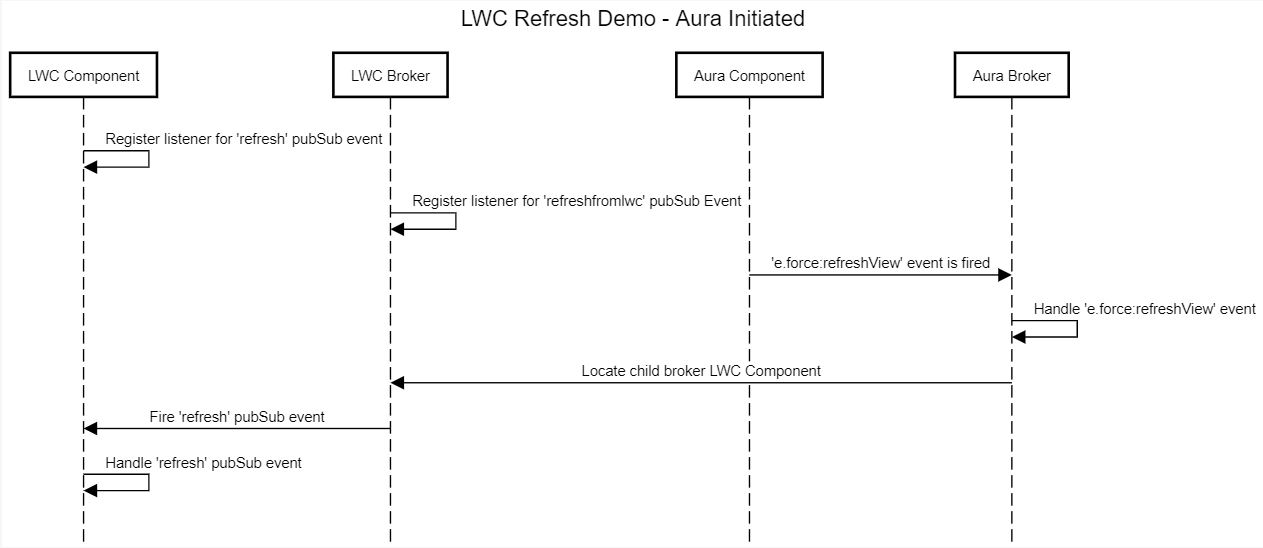 LWC Refresh Demo - Aura Initiated
LWC Component
LWC Broker
Aura Component
Aura Broker
Register listener for 'refresh' pubSub event
Register listener for 'refreshfromlwc' pubSub Event
'e.force:refreshView' event is fired
Handle 'e.force:refreshView' event
Locate child broker LWC Component
Fire 'refresh' pubSub event
Handle 'refresh' pubSub event